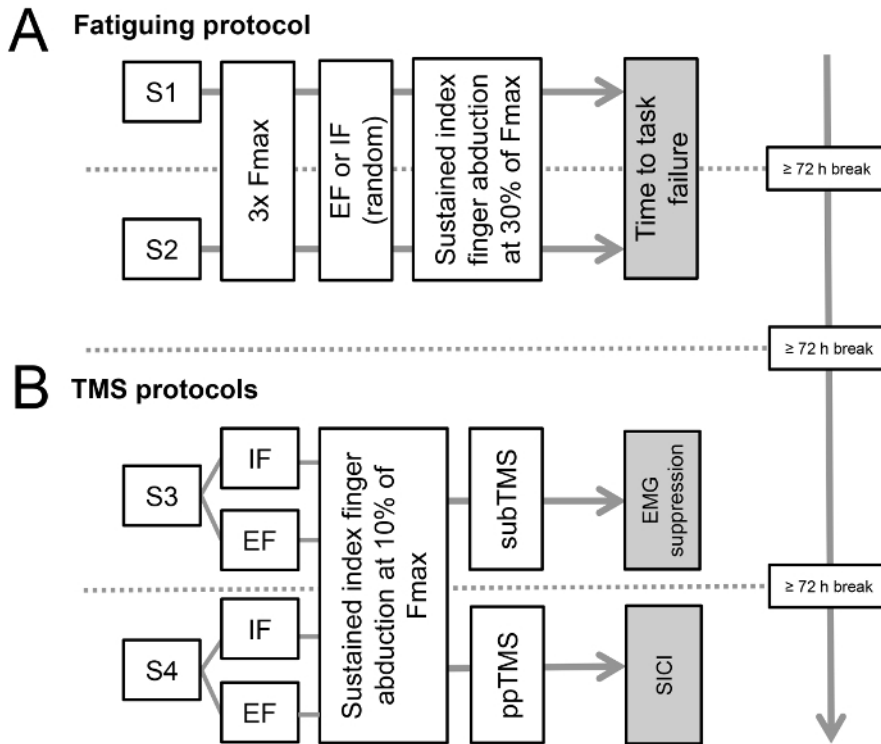 A Fatiguing protocol
S1
S2
3x Fmax
EF or IF
(random)
Sustained index
finger abduction
at 30% of Fmax
Time to task
failure
≥ 72 h break
≥ 72 h break
B TMS protocols
S3
IF
EF
S4
IF
EF
Sustained index finger
abduction at 10% of
Fmax
subTMS
EMG
suppression
ppTMS
SICI
≥ 72 h break